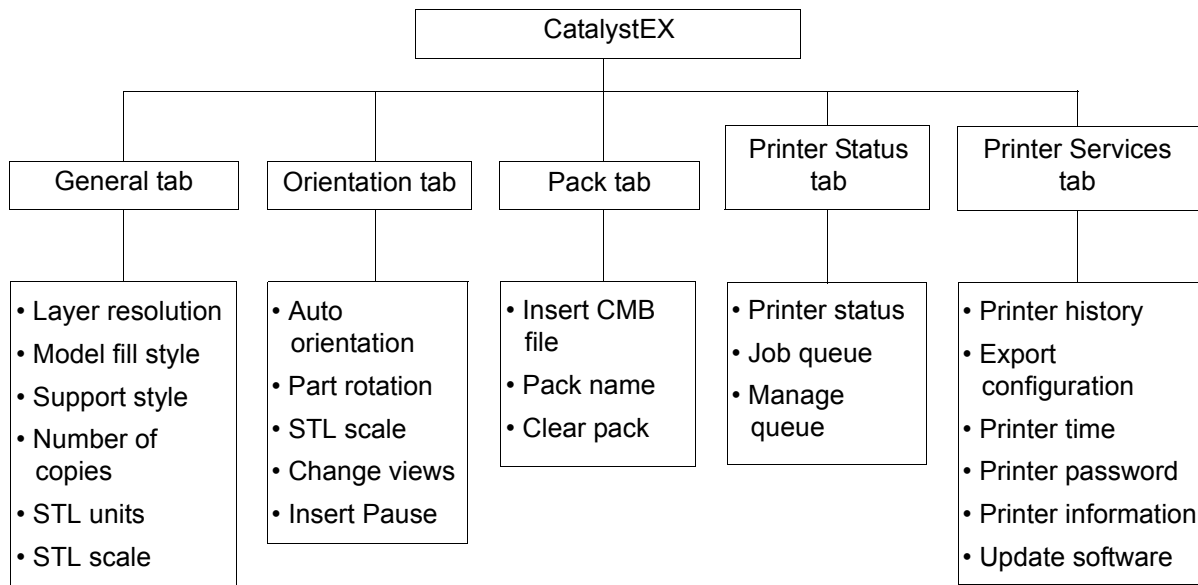 CatalystEX
General tab
Orientation tab
Pack tab
Printer Status
tab
Printer Services
tab
• Layer resolution
• Model fill style
• Support style
• Number of
copies
• STL units
• STL scale
• Auto
orientation
• Part rotation
• STL scale
• Change views
• Insert Pause
• Insert CMB
file
• Pack name
• Clear pack
• Printer status
• Job queue
• Manage
queue
• Printer history
• Export
configuration
• Printer time
• Printer password
• Printer information
• Update software